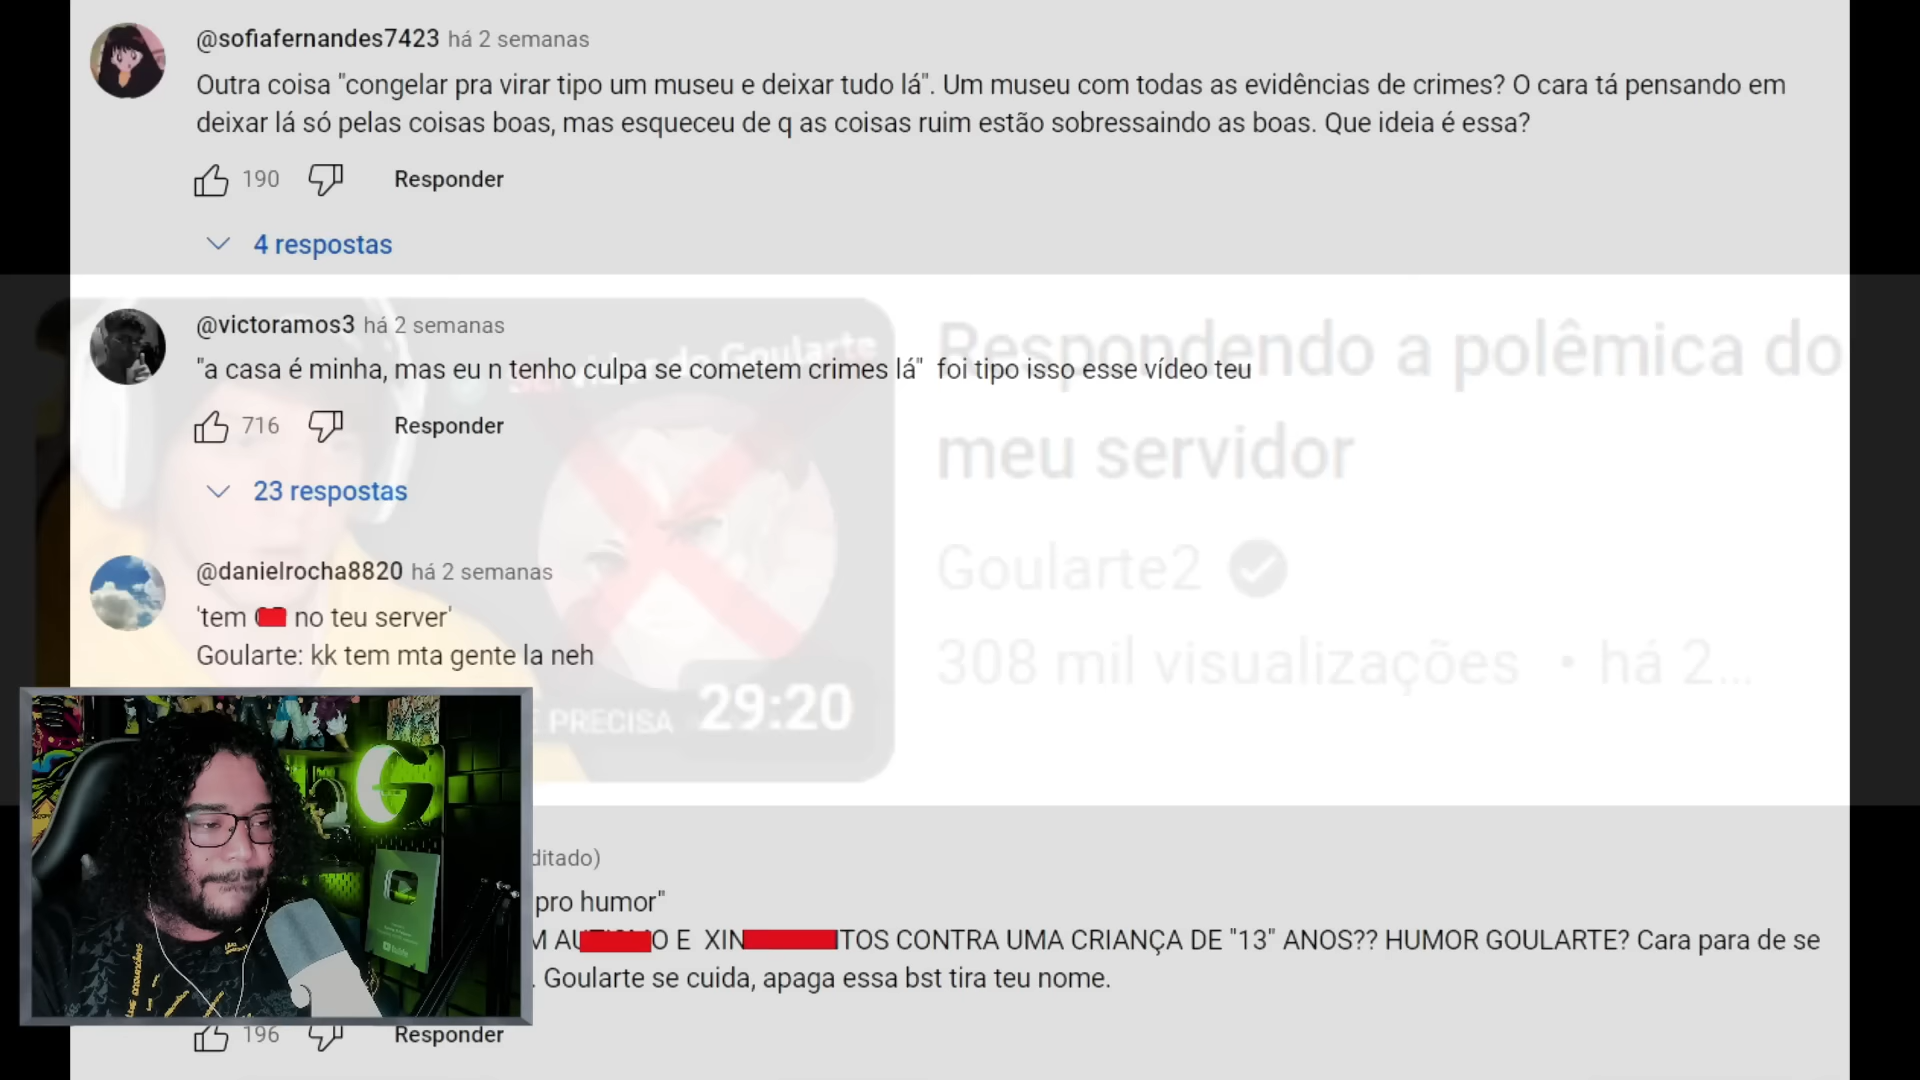 @sofiafernandes7423 há 2 semanas
Outra coisa "congelar pra virar tipo um museu e deixar tudo lá". Um museu com todas as evidências de crimes? O cara tá pensando em
deixar lá só pelas coisas boas, mas esqueceu de q as coisas ruim estão sobressaindo as boas. Que ideia é essa?
190 Responder
4 respostas
@victoramos3 há 2 semanas
"a casa é minha, mas eu n tenho culpa se cometem crimes lá" foi tipo isso esse vídeo teu
716 Responder
23 respostas
@danielrocha8820 há 2 semanas
'tem no teu server'
Goularte: kk tem mta gente la neh
Goularte
Respondendo a polêmica do
meu servidor
Goularte2
308 mil visualizações • há 2...
PRECISA 29:20
ditado)
pro humor"
M AU O E XIN ITOS CONTRA UMA CRIANÇA DE "13" ANOS?? HUMOR GOULARTE? Cara para de se
. Goularte se cuida, apaga essa bst tira teu nome.
196 Responder
G